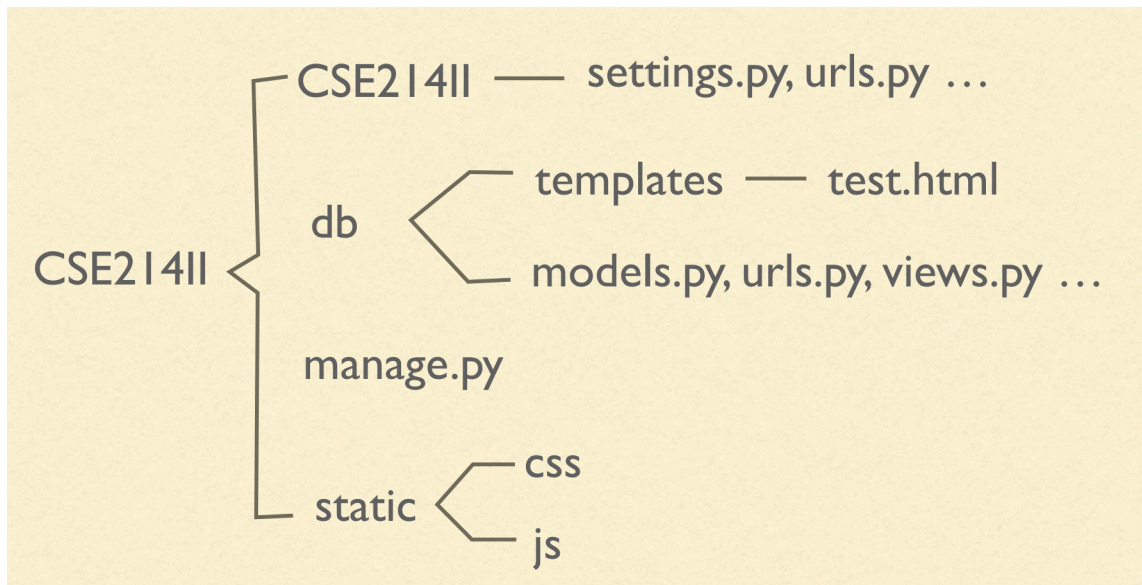 CSE214II
settings.py, urls.py …
templates
test.html
db
CSE214II
models.py, urls.py, views.py …
manage.py
css
static
js